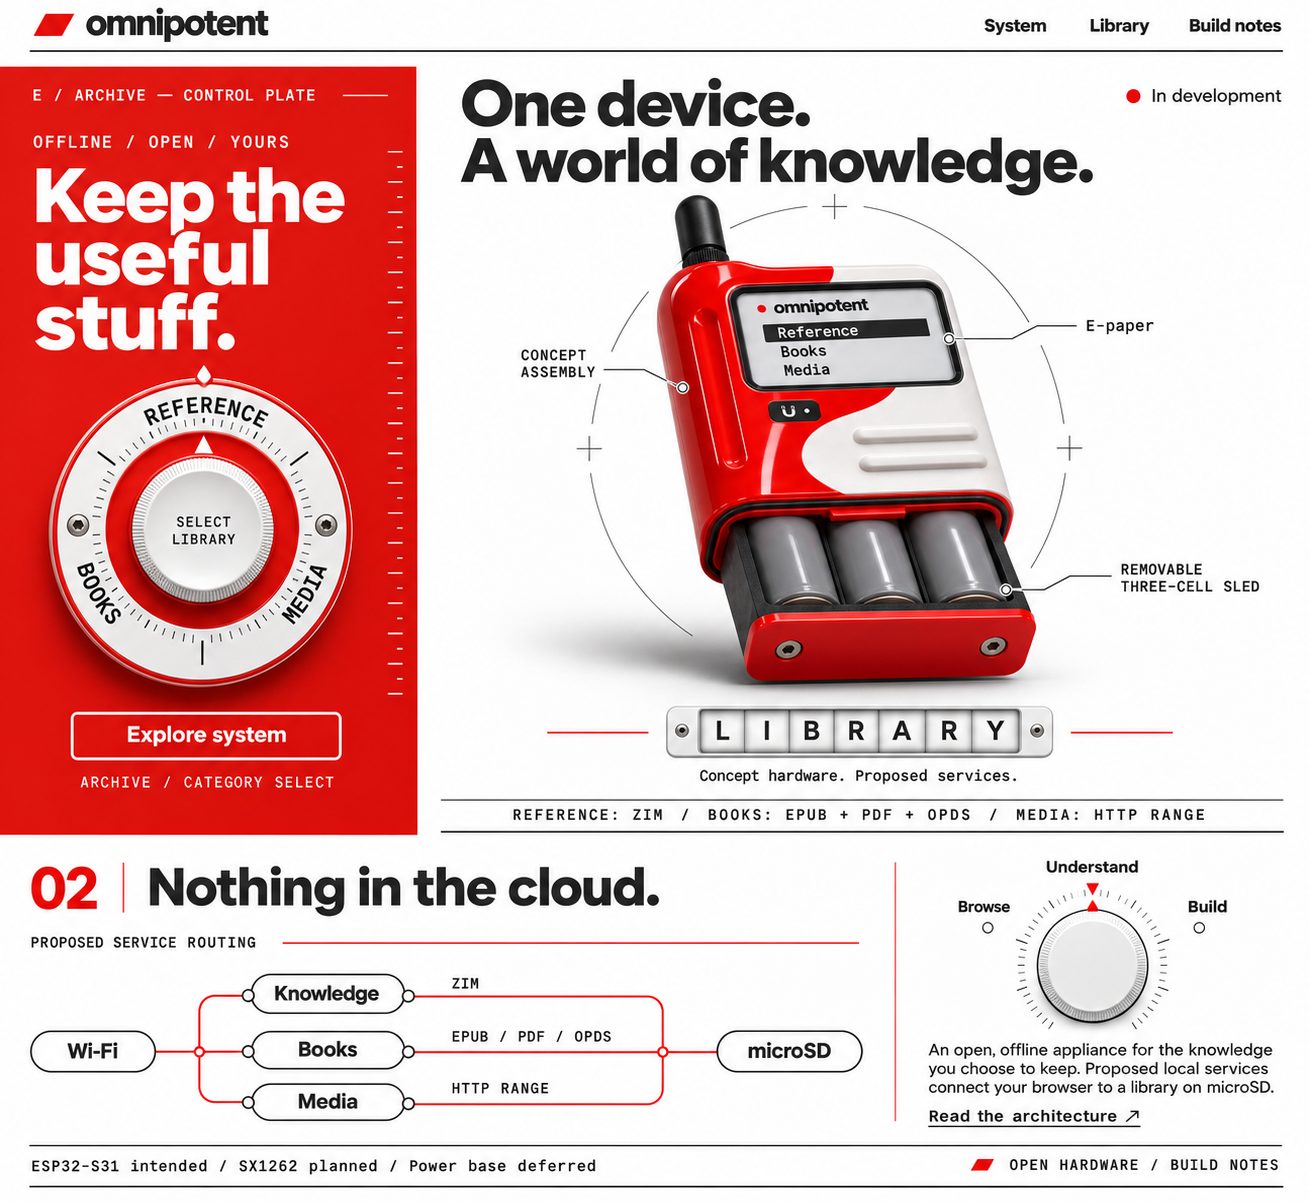 omnipotent
System
Library
Build notes
E / ARCHIVE — CONTROL PLATE
OFFLINE / OPEN / YOURS
Keep the
useful
stuff.
REFERENCE
BOOKS
MEDIA
SELECT
LIBRARY
Explore system
ARCHIVE / CATEGORY SELECT
One device.
A world of knowledge.
In development
omnipotent
Reference
Books
Media
CONCEPT
ASSEMBLY
E-paper
REMOVABLE
THREE-CELL SLED
LIBRARY
Concept hardware. Proposed services.
REFERENCE: ZIM / BOOKS: EPUB + PDF + OPDS / MEDIA: HTTP RANGE
02
Nothing in the cloud.
PROPOSED SERVICE ROUTING
Wi-Fi
Knowledge
ZIM
Books
EPUB / PDF / OPDS
Media
HTTP RANGE
microSD
Understand
Browse
Build
An open, offline appliance for the knowledge
you choose to keep. Proposed local services
connect your browser to a library on microSD.
Read the architecture ↗
ESP32-S31 intended / SX1262 planned / Power base deferred
OPEN HARDWARE / BUILD NOTES